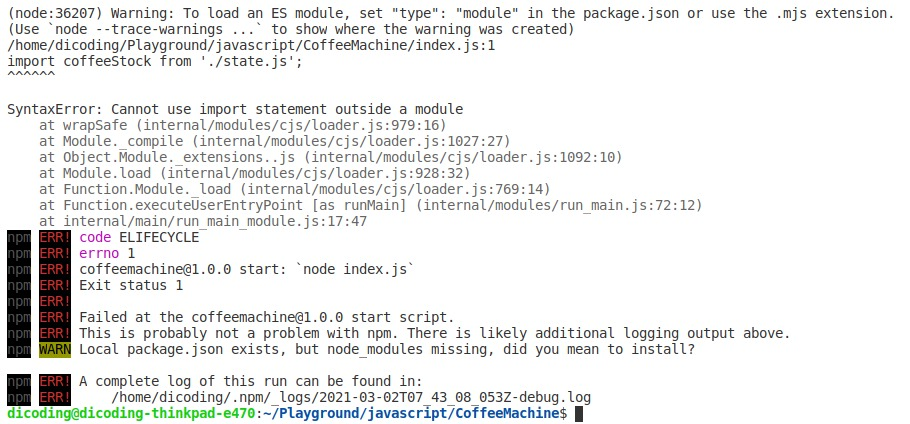 (node:36207) Warning: To load an ES module, set "type": "module" in the package.json or use the .mjs extension.
(Use `node --trace-warnings ...` to show where the warning was created)
/home/dicoding/Playground/javascript/CoffeeMachine/index.js:1
import coffeeStock from './state.js';
^^^^^^
SyntaxError: Cannot use import statement outside a module
    at wrapSafe (internal/modules/cjs/loader.js:979:16)
    at Module._compile (internal/modules/cjs/loader.js:1027:27)
    at Object.Module._extensions..js (internal/modules/cjs/loader.js:1092:10)
    at Module.load (internal/modules/cjs/loader.js:928:32)
    at Function.Module._load (internal/modules/cjs/loader.js:769:14)
    at Function.executeUserEntryPoint [as runMain] (internal/modules/run_main.js:72:12)
    at internal/main/run_main_module.js:17:47
npm ERR! code ELIFECYCLE
npm ERR! errno 1
npm ERR! coffeemachine@1.0.0 start: `node index.js`
npm ERR! Exit status 1
npm ERR!
npm ERR! Failed at the coffeemachine@1.0.0 start script.
npm ERR! This is probably not a problem with npm. There is likely additional logging output above.
npm WARN Local package.json exists, but node_modules missing, did you mean to install?
npm ERR! A complete log of this run can be found in:
npm ERR!     /home/dicoding/.npm/_logs/2021-03-02T07_43_08_053Z-debug.log
dicoding@dicoding-thinkpad-e470:~/Playground/javascript/CoffeeMachine$